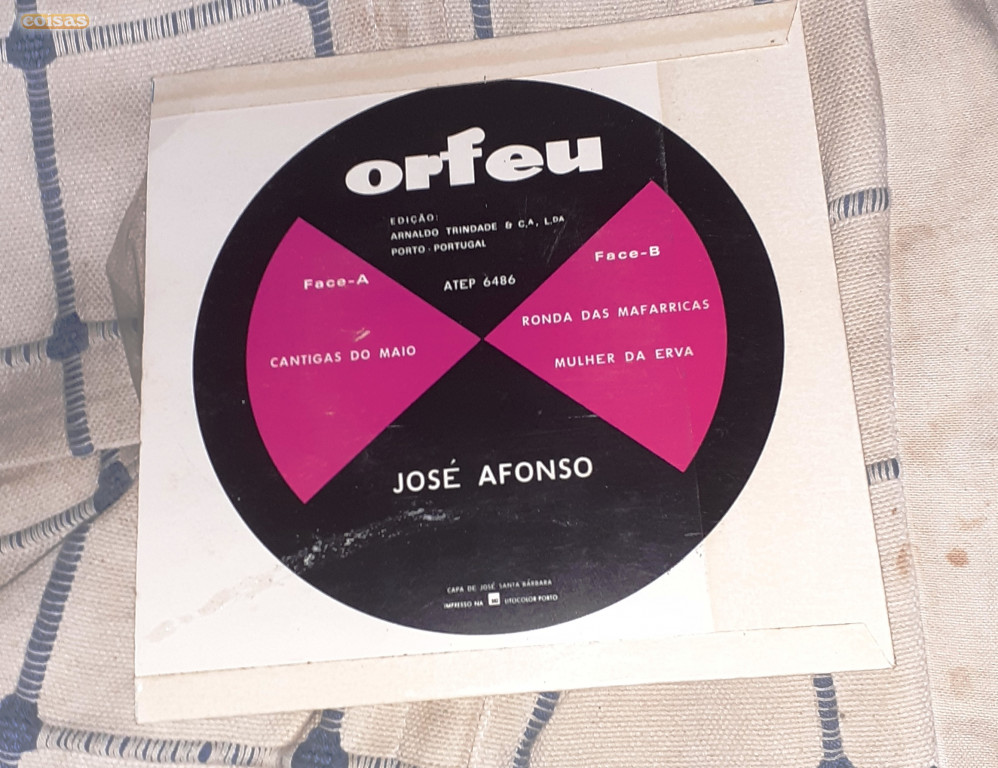 coisas
orfeu
EDIÇÃO:
ARNALDO TRINDADE & C.A, L.DA
PORTO - PORTUGAL
ATEP 6486
Face-A
CANTIGAS DO MAIO
Face-B
RONDA DAS MAFARRICAS
MULHER DA ERVA
JOSÉ AFONSO
CAPA DE JOSÉ SANTA BÁRBARA
IMPRESSO NA LITOCOLOR PORTO